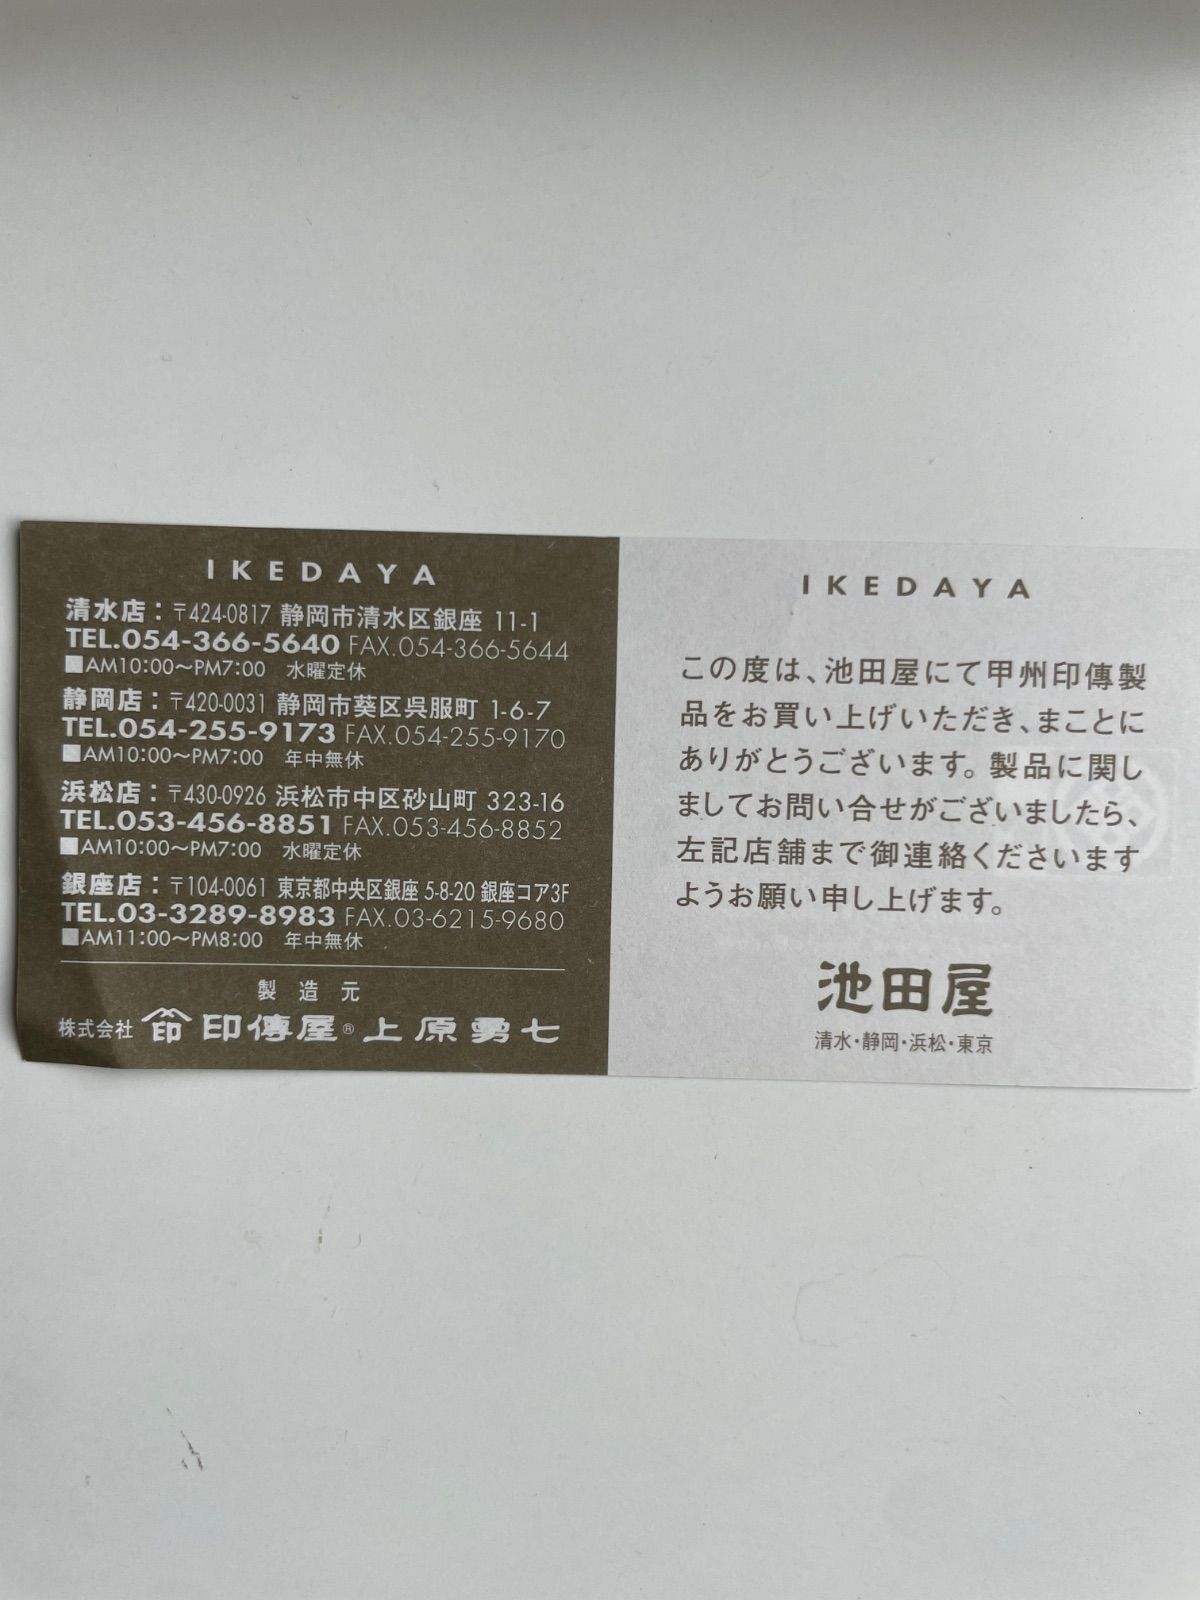 IKEDAYA
清水店：〒424-0817 静岡市清水区銀座 11-1
TEL.054-366-5640 FAX.054-366-5644
■AM10:00〜PM7:00 水曜定休
静岡店：〒420-0031 静岡市葵区呉服町 1-6-7
TEL.054-255-9173 FAX.054-255-9170
■AM10:00〜PM7:00 年中無休
浜松店：〒430-0926 浜松市中区砂山町 323-16
TEL.053-456-8851 FAX.053-456-8852
■AM10:00〜PM7:00 水曜定休
銀座店：〒104-0061 東京都中央区銀座 5-8-20 銀座コア3F
TEL.03-3289-8983 FAX.03-6215-9680
■AM11:00〜PM8:00 年中無休
製造元
株式会社 印 印傳屋® 上原勇七
IKEDAYA
この度は、池田屋にて甲州印傳製
品をお買い上げいただき、まことに
ありがとうございます。製品に関し
ましてお問い合せがございましたら、
左記店舗まで御連絡くださいます
ようお願い申し上げます。
池田屋
清水・静岡・浜松・東京